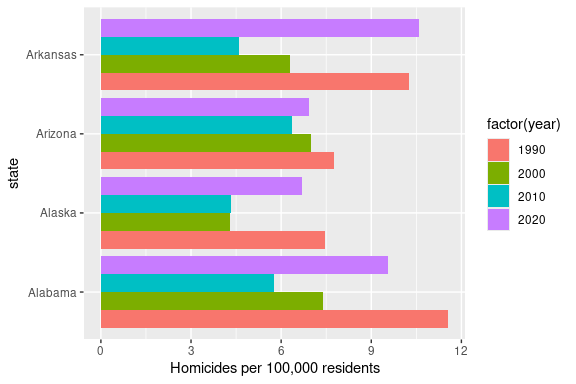 Arkansas
Arizona
Alaska
Alabama
state
0 3 6 9 12
Homicides per 100,000 residents
factor(year)
1990
2000
2010
2020